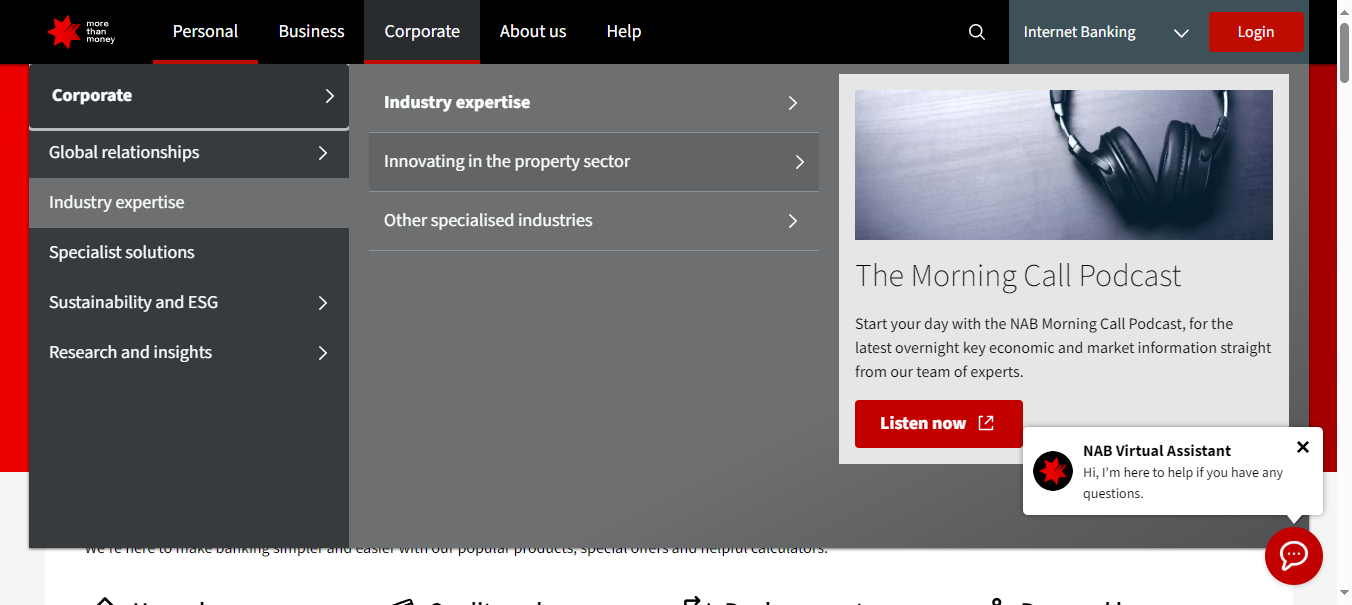 more
than
money
Personal
Business
Corporate
About us
Help
Internet Banking
Login
Corporate
Global relationships
Industry expertise
Specialist solutions
Sustainability and ESG
Research and insights
Industry expertise
Innovating in the property sector
Other specialised industries
The Morning Call Podcast
Start your day with the NAB Morning Call Podcast, for the
latest overnight key economic and market information straight
from our team of experts.
Listen now
NAB Virtual Assistant
Hi, I'm here to help if you have any
questions.
We're here to make banking simpler and easier with our popular products, special offers and helpful calculators.